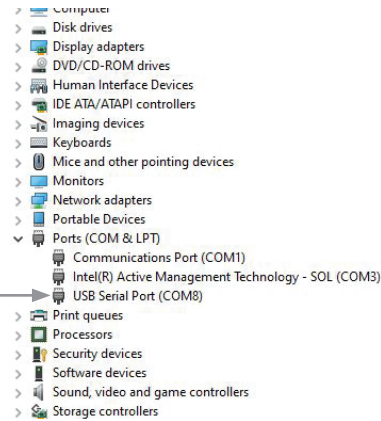 Computer
Disk drives
Display adapters
DVD/CD-ROM drives
Human Interface Devices
IDE ATA/ATAPI controllers
Imaging devices
Keyboards
Mice and other pointing devices
Monitors
Network adapters
Portable Devices
Ports (COM & LPT)
Communications Port (COM1)
Intel(R) Active Management Technology - SOL (COM3)
USB Serial Port (COM8)
Print queues
Processors
Security devices
Software devices
Sound, video and game controllers
Storage controllers